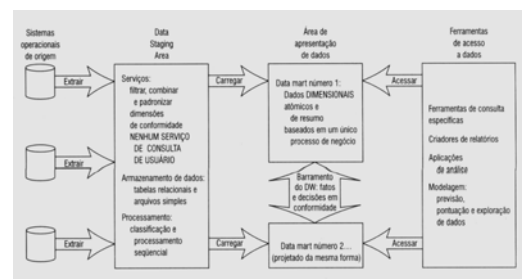 Sistemas
operacionais
de origem
Extrair
Extrair
Extrair
Data
Staging
Area
Serviços:
filtrar, combinar
e padronizar
dimensões
de conformidade
NENHUM SERVIÇO
DE CONSULTA
DE USUÁRIO
Armazenamento de dados:
tabelas relacionais e
arquivos simples
Processamento:
classificação e
processamento
seqüencial
Carregar
Carregar
Área de
apresentação
de dados
Data mart número 1:
Dados DIMENSIONAIS
atômicos e
de resumo
baseados em um único
processo de negócio
Barramento
do DW: fatos
e decisões em
conformidade
Data mart número 2...
(projetado da mesma forma)
Acessar
Acessar
Ferramentas
de acesso
a dados
Ferramentas de consulta
específicas
Criadores de relatórios
Aplicações
de análise
Modelagem:
previsão,
pontuação e exploração
de dados